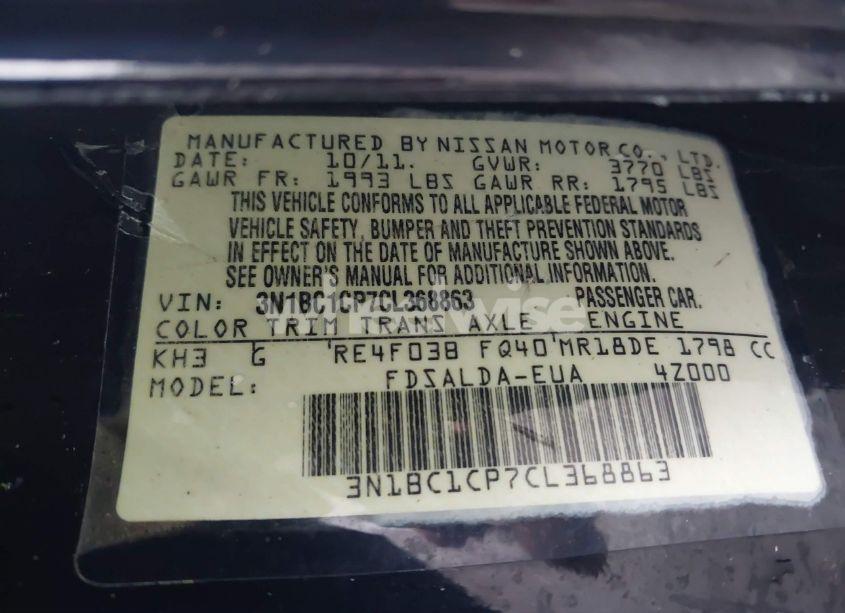 MANUFACTURED BY NISSAN MOTOR CO., LTD.
DATE: 10/11. GVWR: 3770 LBS
GAWR FR: 1993 LBS GAWR RR: 1795 LBS
THIS VEHICLE CONFORMS TO ALL APPLICABLE FEDERAL MOTOR
VEHICLE SAFETY, BUMPER AND THEFT PREVENTION STANDARDS
IN EFFECT ON THE DATE OF MANUFACTURE SHOWN ABOVE.
SEE OWNER'S MANUAL FOR ADDITIONAL INFORMATION.
VIN: 3N1BC1CP7CL368863 PASSENGER CAR.
COLOR TRIM TRANS AXLE ENGINE
KH3 G RE4F03B FQ40 MR18DE 1798 CC
MODEL: FDSALDA-EUA 4Z000
3N1BC1CP7CL368863